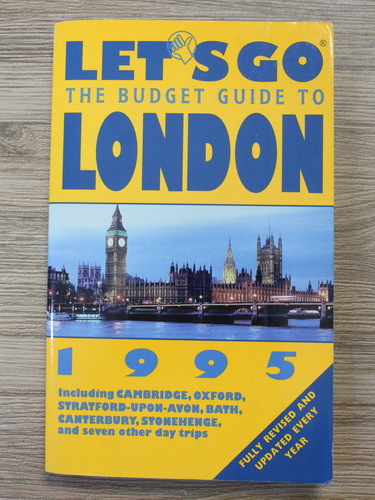 LET'S GO®
THE BUDGET GUIDE TO
LONDON
1995
Including CAMBRIDGE, OXFORD,
STRATFORD-UPON-AVON, BATH,
CANTERBURY, STONEHENGE,
and seven other day trips
FULLY REVISED AND
UPDATED EVERY
YEAR